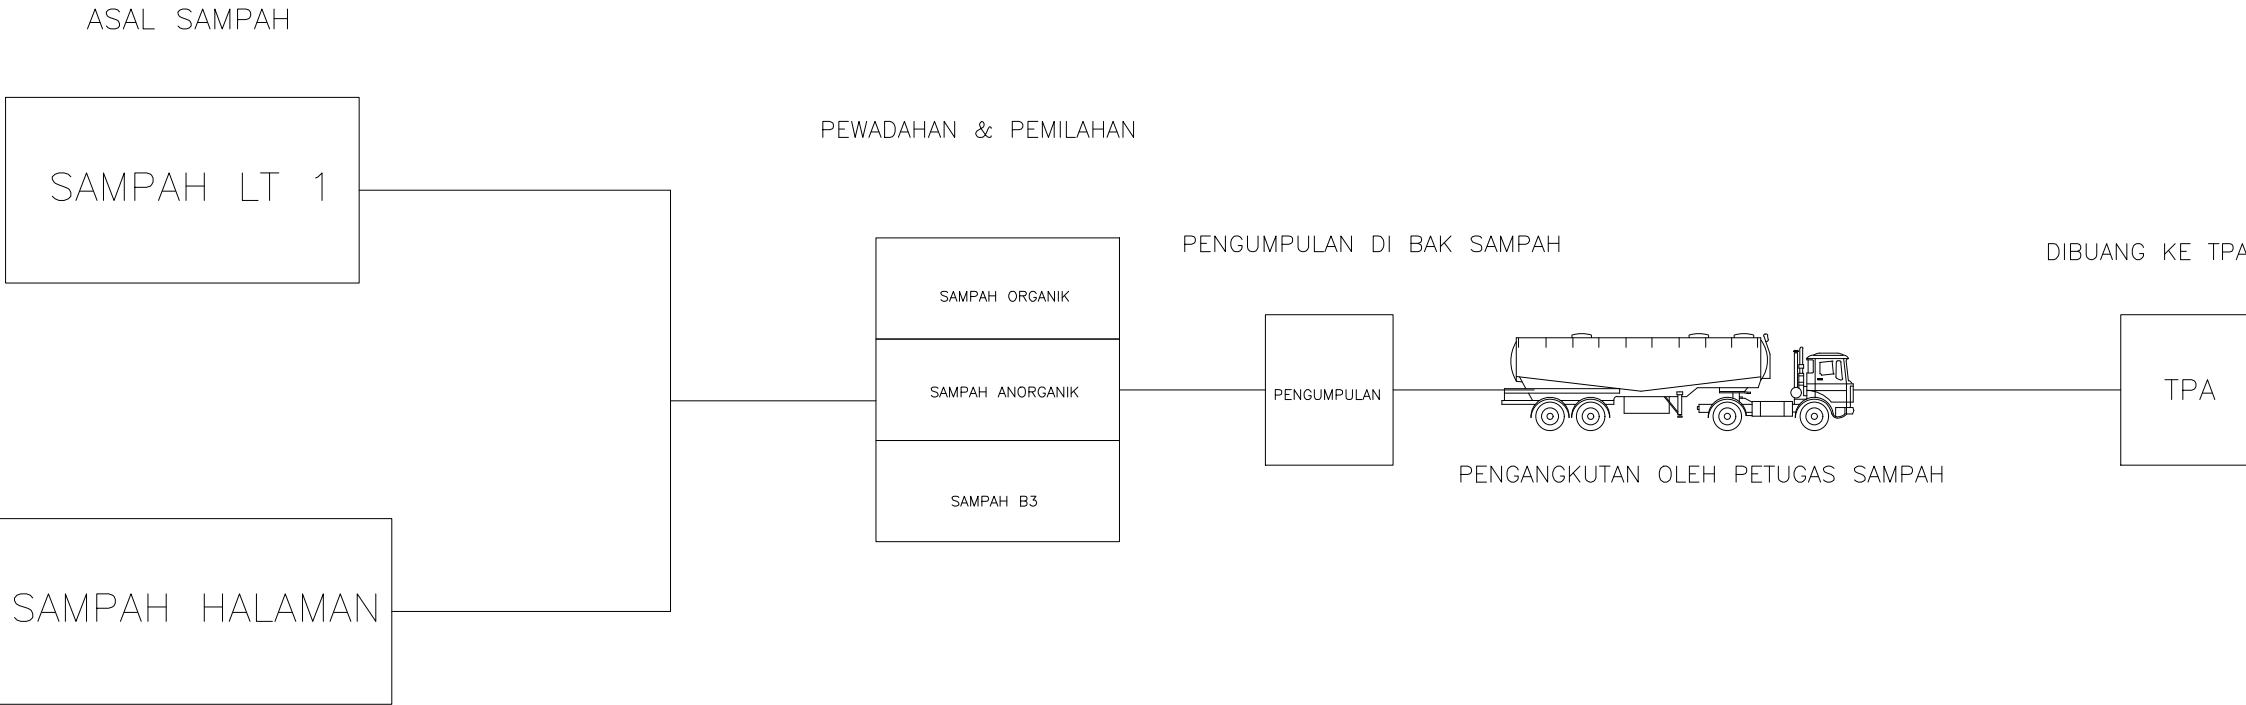 ASAL SAMPAH
SAMPAH LT 1
SAMPAH HALAMAN
PEWADAHAN & PEMILAHAN
SAMPAH ORGANIK
SAMPAH ANORGANIK
SAMPAH B3
PENGUMPULAN DI BAK SAMPAH
PENGUMPULAN
PENGANGKUTAN OLEH PETUGAS SAMPAH
DIBUANG KE TPA
TPA